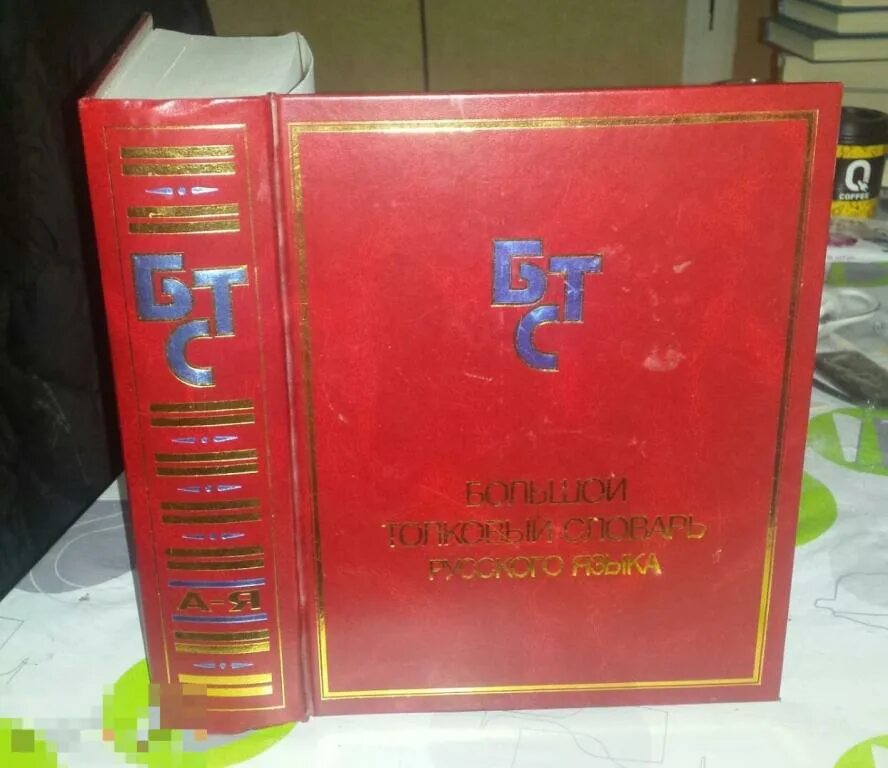 БТС
А-Я
БТС
БОЛЬШОЙ
ТОЛКОВЫЙ СЛОВАРЬ
РУССКОГО ЯЗЫКА
Q
COFFEE